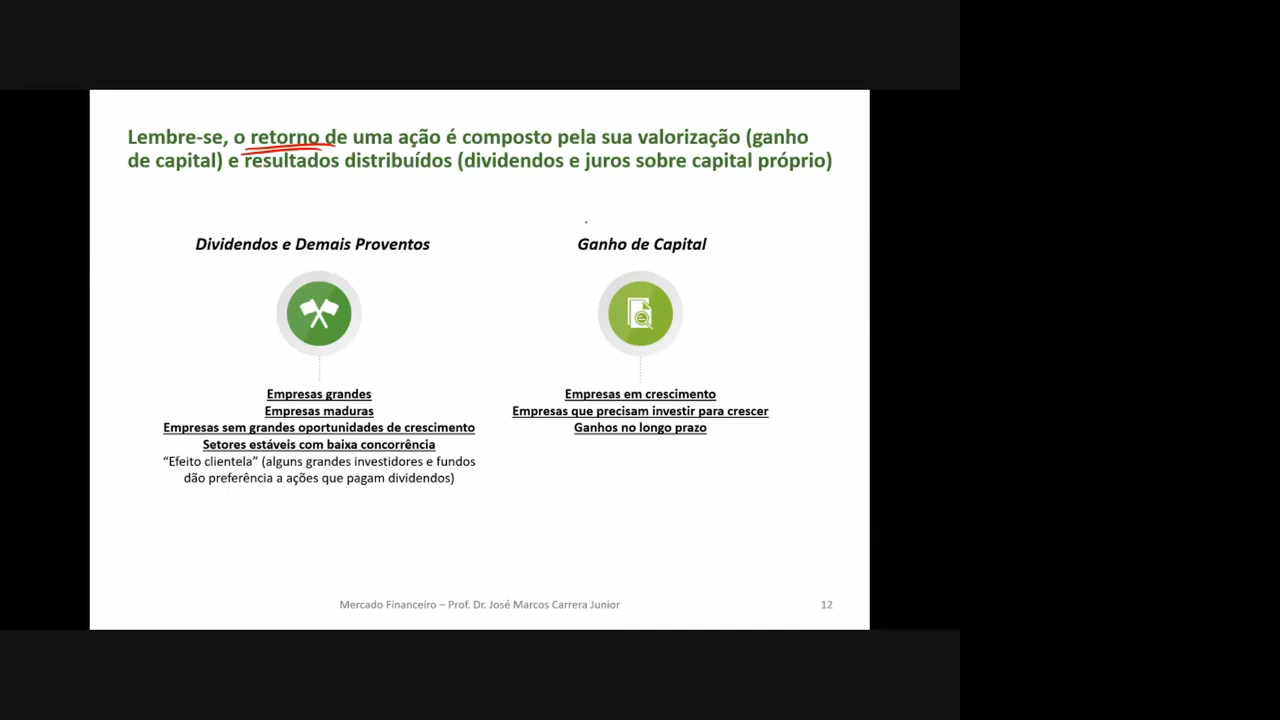 Lembre-se, o retorno de uma ação é composto pela sua valorização (ganho
de capital) e resultados distribuídos (dividendos e juros sobre capital próprio)
Dividendos e Demais Proventos
Empresas grandes
Empresas maduras
Empresas sem grandes oportunidades de crescimento
Setores estáveis com baixa concorrência
“Efeito clientela” (alguns grandes investidores e fundos
dão preferência a ações que pagam dividendos)
Ganho de Capital
Empresas em crescimento
Empresas que precisam investir para crescer
Ganhos no longo prazo
Mercado Financeiro – Prof. Dr. José Marcos Carrera Junior
12